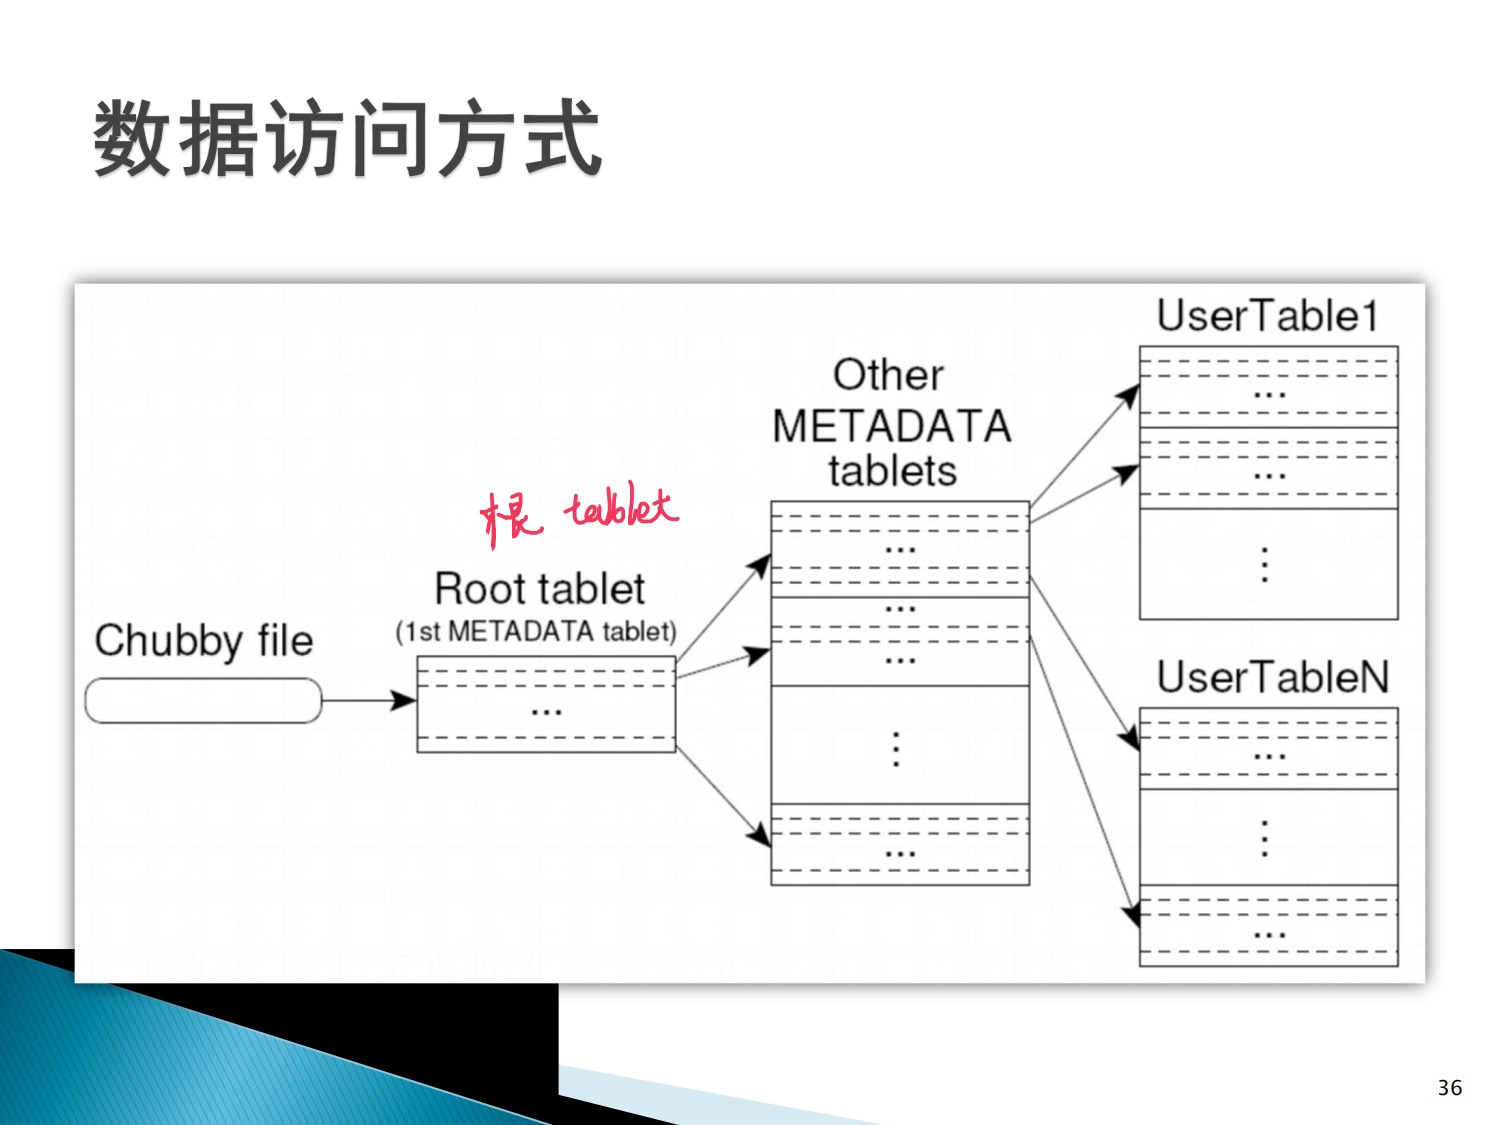 数据访问方式
UserTable1
...
...
⋮
Other
METADATA
tablets
...
...
...
⋮
...
根 tablet
Root tablet
(1st METADATA tablet)
...
Chubby file
UserTableN
...
⋮
...
36